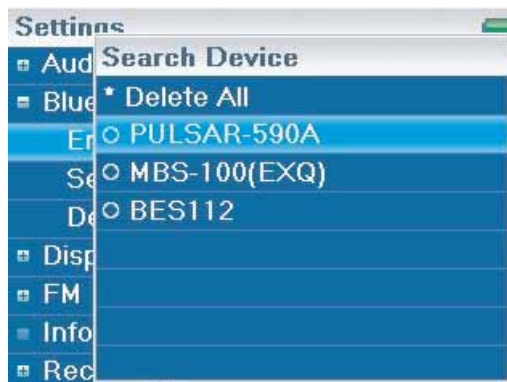 Settings
Search Device
* Delete All
PULSAR-590A
MBS-100(EXQ)
BES112
Aud
Blue
Er
Se
De
Disp
FM
Info
Rec